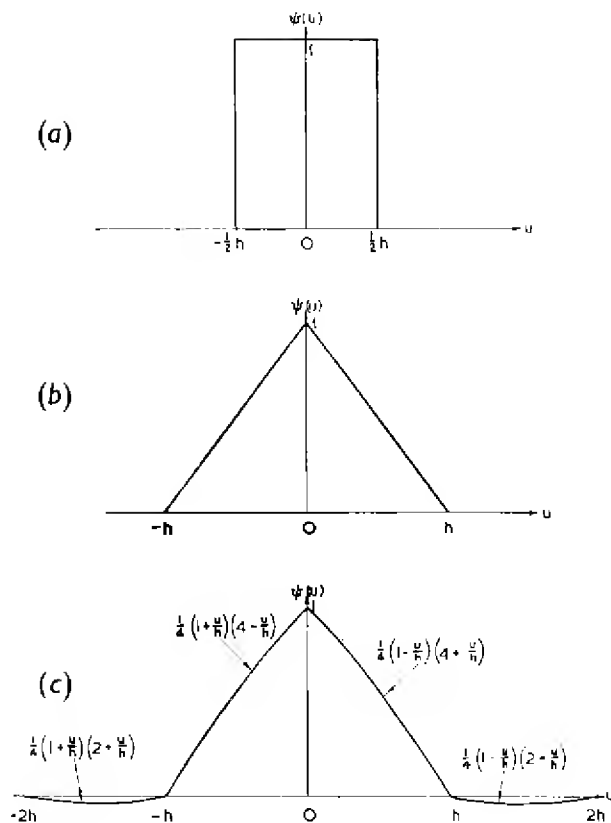 ψ(u)
1
(a)
-½h O ½h u
ψ(u)
1
(b)
-h O h u
ψ(u)
1
¼(1+u/h)(4-u/h)
¼(1-u/h)(4+u/h)
(c)
¼(1+u/h)(2+u/h)
¼(1-u/h)(2-u/h)
u
-2h -h O h 2h